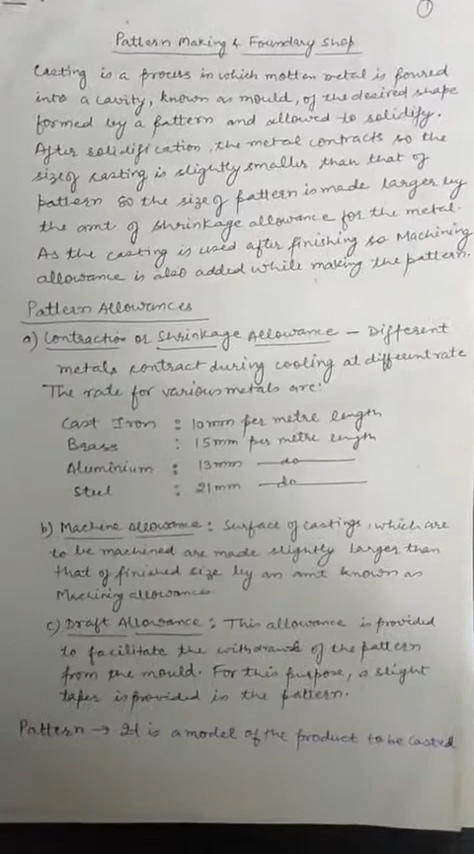 1
Pattern Making & Foundary Shop
Casting is a process in which molten metal is poured
into a cavity, known as mould, of the desired shape
formed by a pattern and allowed to solidify.
After solidification, the metal contracts so the
size of casting is slightly smaller than that of
pattern so the size of pattern is made larger by
the amt of shrinkage allowance for the metal.
As the casting is used after finishing so Machining
allowance is also added while making the pattern.
Pattern Allowances
a) Contraction or Shrinkage Allowance – Different
metals contract during cooling at different rate
The rate for various metals are:
Cast Iron : 10mm per metre length
Brass : 15mm per metre length
Aluminium : 13mm —do—
Steel : 21mm —do—
b) Machine allowance: Surface of castings, which are
to be machined are made slightly larger than
that of finished size by an amt known as
Machining allowances.
c) Draft Allowance: This allowance is provided
to facilitate the withdrawl of the pattern
from the mould. For this purpose, a slight
taper is provided in the pattern.
Pattern → It is a model of the product to be casted